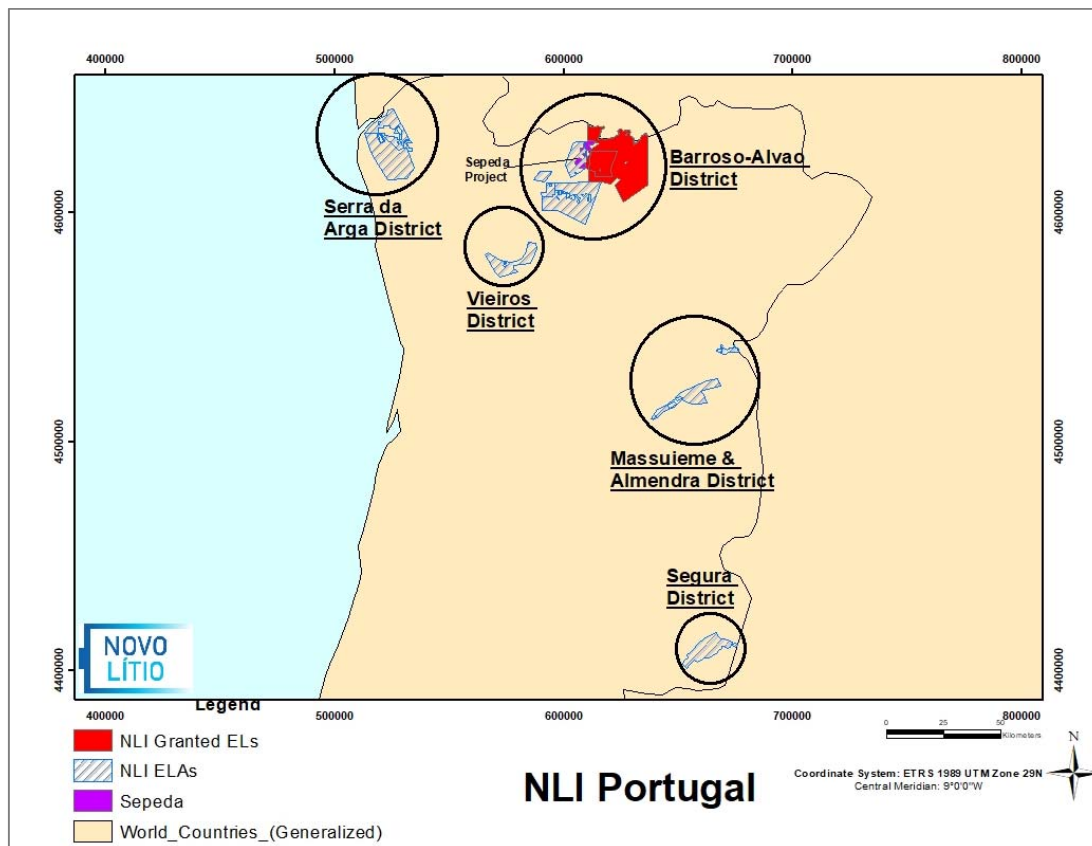 400000 500000 600000 700000 800000
4600000 4600000
4500000 4500000
4400000 4400000
Serra da
Arga District
Sepeda
Project
Barroso-Alvao
District
Vieiros
District
Massuieme &
Almendra District
Segura
District
NOVO
LÍTIO
400000 500000 600000 700000 800000
Legend
NLI Granted ELs
NLI ELAs
Sepeda
World_Countries_(Generalized)
NLI Portugal
0 25 50
Kilometers
N
Coordinate System: ETRS 1989 UTM Zone 29N
Central Meridian: 9°0'0"W